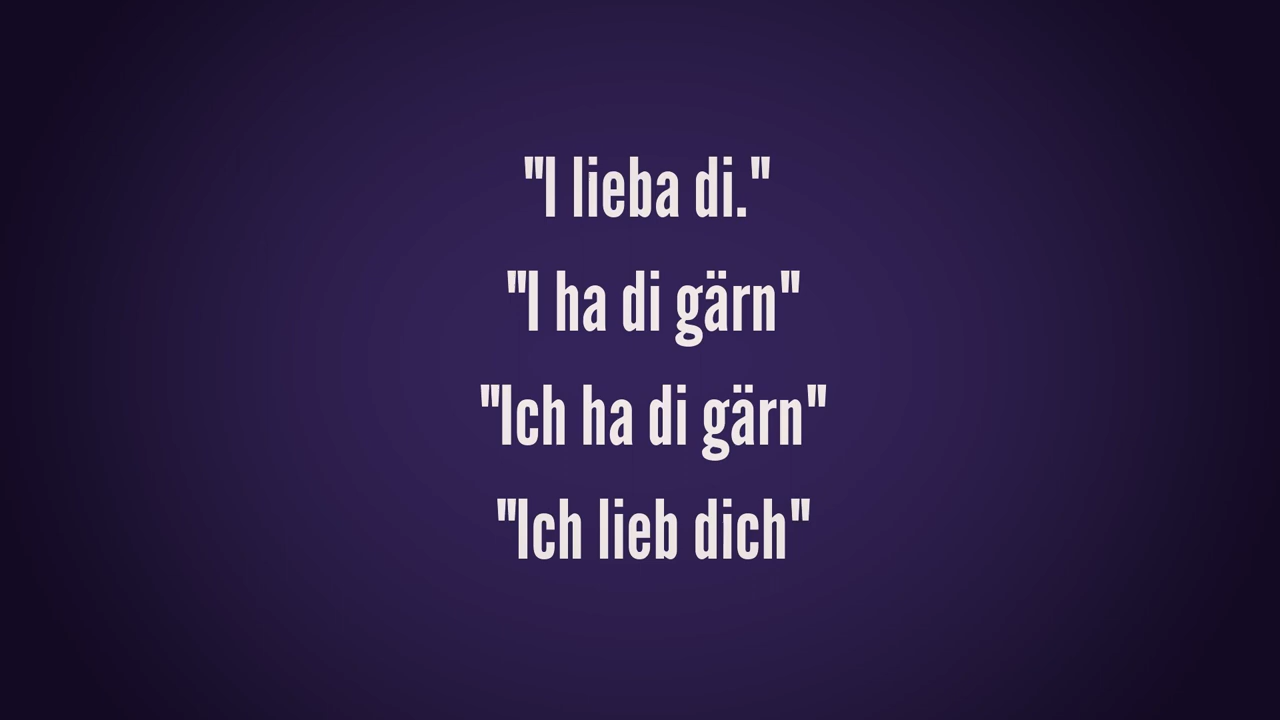 "I lieba di."
"I ha di gärn"
"Ich ha di gärn"
"Ich lieb dich"